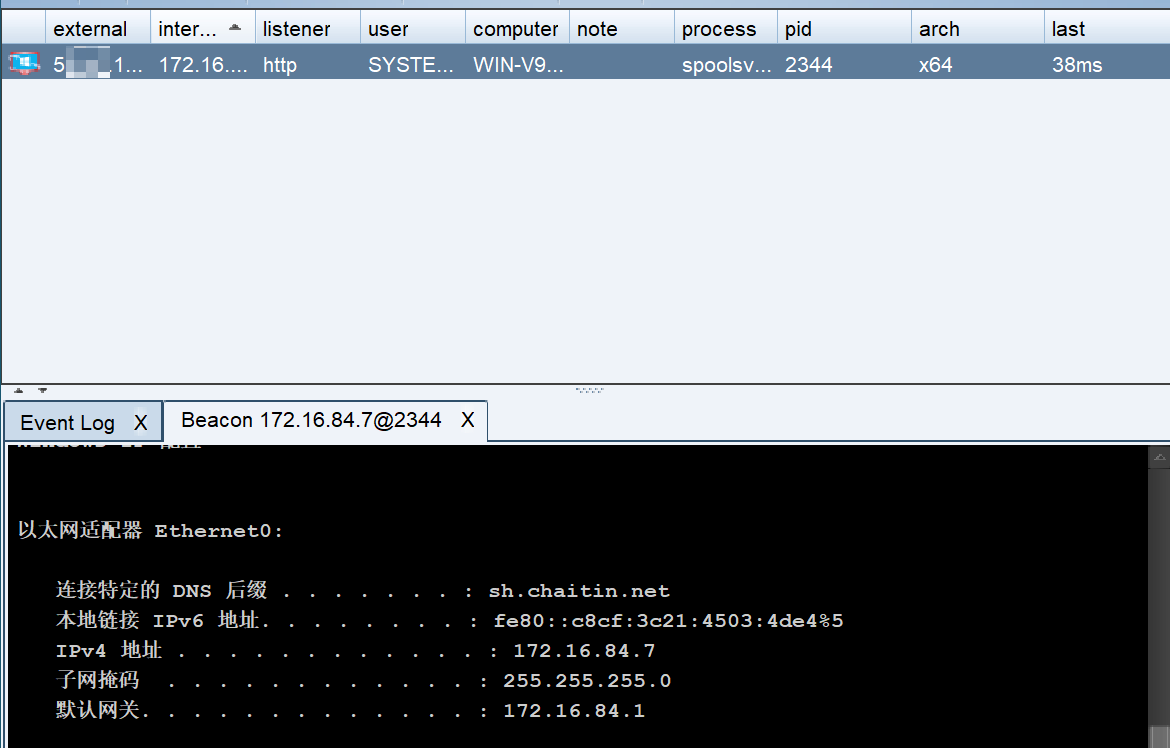 external inter... listener user computer note process pid arch last
5 .1... 172.16.... http SYSTE... WIN-V9... spoolsv... 2344 x64 38ms
Event Log X Beacon 172.16.84.7@2344 X
以太网适配器 Ethernet0:
连接特定的 DNS 后缀 . . . . . . . : sh.chaitin.net
本地链接 IPv6 地址. . . . . . . . : fe80::c8cf:3c21:4503:4de4%5
IPv4 地址 . . . . . . . . . . . . : 172.16.84.7
子网掩码 . . . . . . . . . . . . : 255.255.255.0
默认网关. . . . . . . . . . . . . : 172.16.84.1